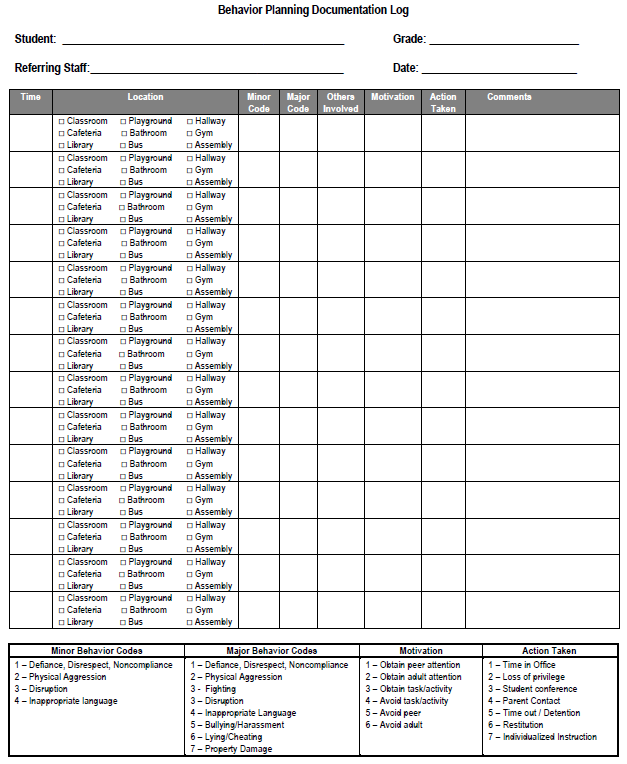 Behavior Planning Documentation Log
Student: ____________________ Grade: ____________________
Referring Staff:____________________ Date: ____________________
Time Location Minor Major Others Motivation Action Comments
Code Code Involved Taken
□ Classroom □ Playground □ Hallway
□ Cafeteria □ Bathroom □ Gym
□ Library □ Bus □ Assembly
□ Classroom □ Playground □ Hallway
□ Cafeteria □ Bathroom □ Gym
□ Library □ Bus □ Assembly
□ Classroom □ Playground □ Hallway
□ Cafeteria □ Bathroom □ Gym
□ Library □ Bus □ Assembly
□ Classroom □ Playground □ Hallway
□ Cafeteria □ Bathroom □ Gym
□ Library □ Bus □ Assembly
□ Classroom □ Playground □ Hallway
□ Cafeteria □ Bathroom □ Gym
□ Library □ Bus □ Assembly
□ Classroom □ Playground □ Hallway
□ Cafeteria □ Bathroom □ Gym
□ Library □ Bus □ Assembly
□ Classroom □ Playground □ Hallway
□ Cafeteria □ Bathroom □ Gym
□ Library □ Bus □ Assembly
□ Classroom □ Playground □ Hallway
□ Cafeteria □ Bathroom □ Gym
□ Library □ Bus □ Assembly
□ Classroom □ Playground □ Hallway
□ Cafeteria □ Bathroom □ Gym
□ Library □ Bus □ Assembly
□ Classroom □ Playground □ Hallway
□ Cafeteria □ Bathroom □ Gym
□ Library □ Bus □ Assembly
□ Classroom □ Playground □ Hallway
□ Cafeteria □ Bathroom □ Gym
□ Library □ Bus □ Assembly
□ Classroom □ Playground □ Hallway
□ Cafeteria □ Bathroom □ Gym
□ Library □ Bus □ Assembly
□ Classroom □ Playground □ Hallway
□ Cafeteria □ Bathroom □ Gym
□ Library □ Bus □ Assembly
□ Classroom □ Playground □ Hallway
□ Cafeteria □ Bathroom □ Gym
□ Library □ Bus □ Assembly
Minor Behavior Codes
1 – Defiance, Disrespect, Noncompliance
2 – Physical Aggression
3 – Disruption
4 – Inappropriate language
Major Behavior Codes
1 – Defiance, Disrespect, Noncompliance
2 – Physical Aggression
3 - Fighting
3 – Disruption
4 – Inappropriate Language
5 – Bullying/Harassment
6 – Lying/Cheating
7 – Property Damage
Motivation
1 – Obtain peer attention
2 – Obtain adult attention
3 – Obtain task/activity
4 – Avoid task/activity
5 – Avoid peer
6 – Avoid adult
Action Taken
1 – Time in Office
2 – Loss of privilege
3 – Student conference
4 – Parent Contact
5 – Time out / Detention
6 – Restitution
7 – Individualized Instruction